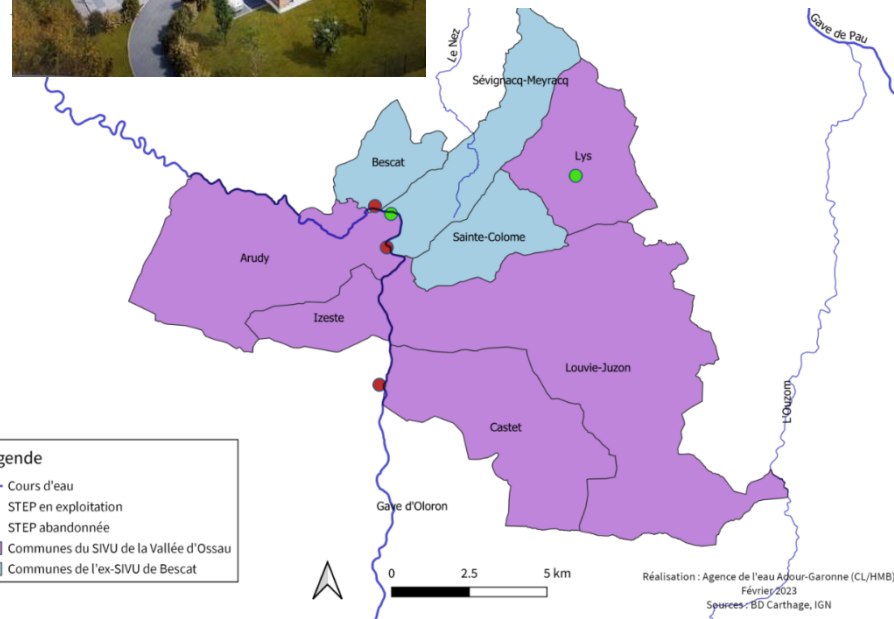 Le Nez
Gave de Pau
Sévignacq-Meyracq
Bescat
Lys
Sainte-Colome
Arudy
Izeste
Louvie-Juzon
L'Ouzom
Castet
Gave d'Oloron
gende
Cours d'eau
STEP en exploitation
STEP abandonnée
Communes du SIVU de la Vallée d'Ossau
Communes de l'ex-SIVU de Bescat
0 2.5 5 km
Réalisation : Agence de l'eau Adour-Garonne (CL/HMB)
Février 2023
Sources : BD Carthage, IGN